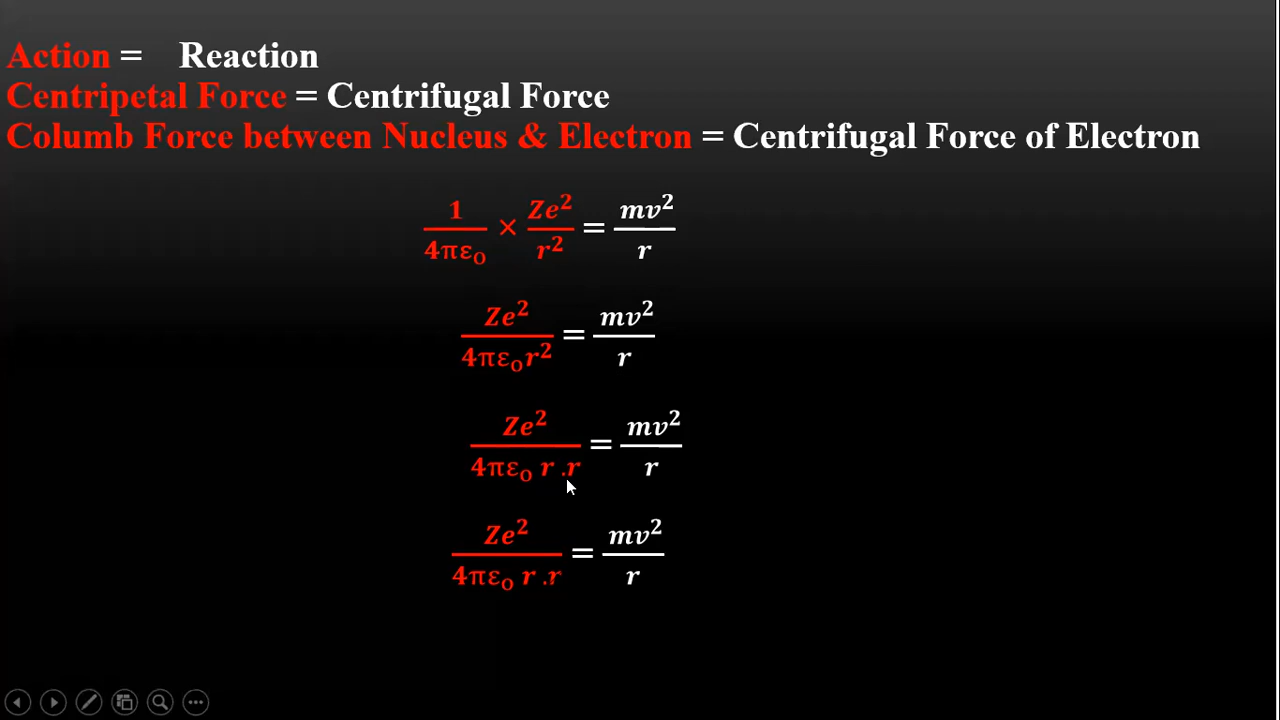 Action = Reaction
Centripetal Force = Centrifugal Force
Columb Force between Nucleus & Electron = Centrifugal Force of Electron
1/4πε₀ × Ze²/r² = mv²/r
Ze²/4πε₀r² = mv²/r
Ze²/4πε₀ r .r = mv²/r
Ze²/4πε₀ r .r = mv²/r